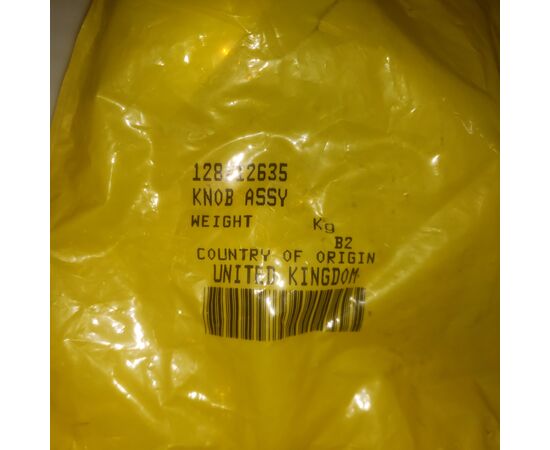 128-12635
KNOB ASSY
WEIGHT Kg
B2
COUNTRY OF ORIGIN
UNITED KINGDOM